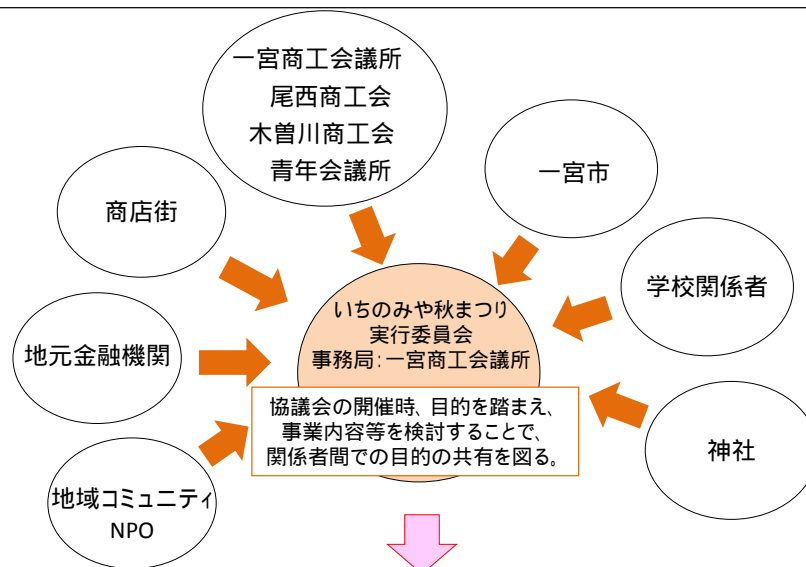 一宮商工会議所
尾西商工会
木曽川商工会
青年会議所
一宮市
商店街
学校関係者
いちのみや秋まつり
実行委員会
事務局:一宮商工会議所
地元金融機関
協議会の開催時、目的を踏まえ、
事業内容等を検討することで、
関係者間での目的の共有を図る。
神社
地域コミュニティ
NPO